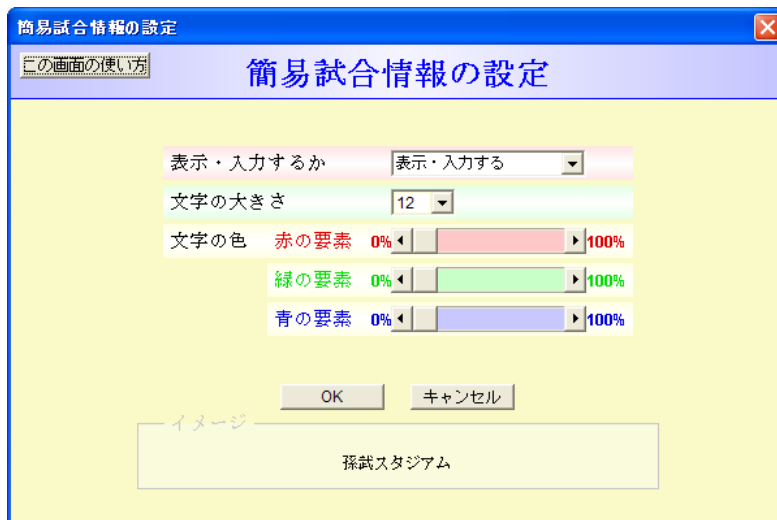 簡易試合情報の設定
この画面の使い方
簡易試合情報の設定
表示・入力するか 表示・入力する
文字の大きさ 12
文字の色 赤の要素 0% 100%
緑の要素 0% 100%
青の要素 0% 100%
OK キャンセル
イメージ
孫武スタジアム